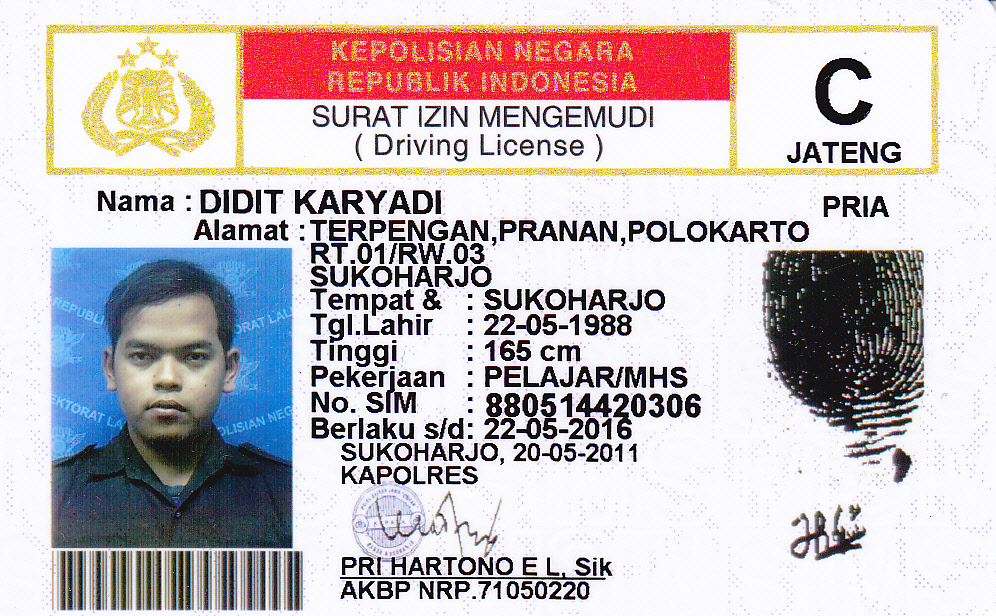 KEPOLISIAN NEGARA
REPUBLIK INDONESIA
SURAT IZIN MENGEMUDI
( Driving License )
C
JATENG
Nama : DIDIT KARYADI
PRIA
Alamat : TERPENGAN,PRANAN,POLOKARTO
RT.01/RW.03
SUKOHARJO
Tempat & : SUKOHARJO
Tgl.Lahir : 22-05-1988
Tinggi : 165 cm
Pekerjaan : PELAJAR/MHS
No. SIM : 880514420306
Berlaku s/d: 22-05-2016
SUKOHARJO, 20-05-2011
KAPOLRES
PRI HARTONO E L, Sik
AKBP NRP.71050220